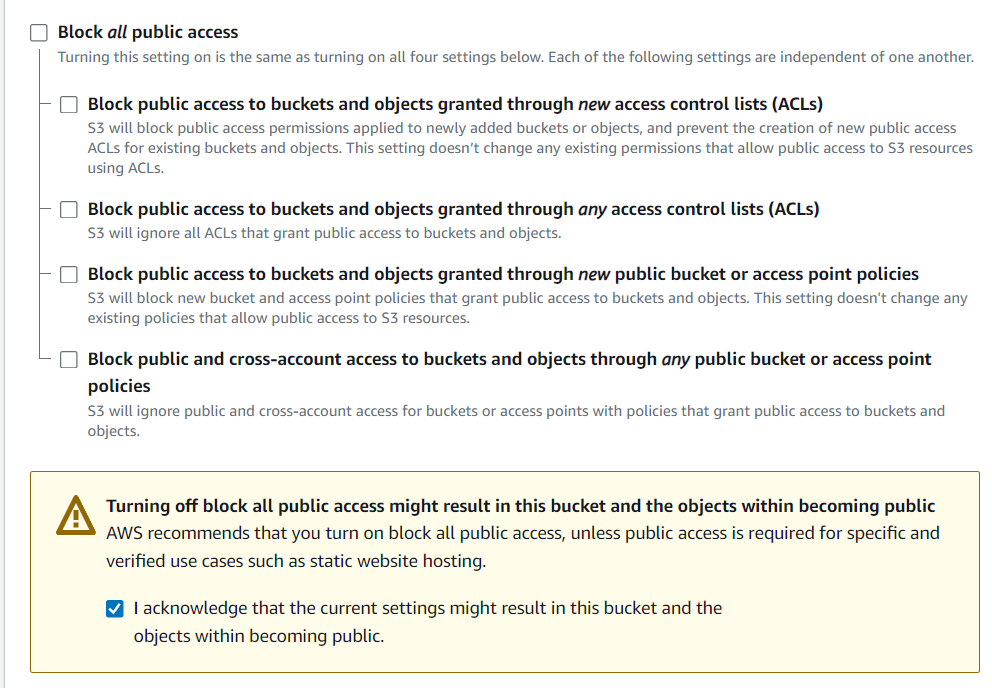 Block all public access
Turning this setting on is the same as turning on all four settings below. Each of the following settings are independent of one another.
Block public access to buckets and objects granted through new access control lists (ACLs)
S3 will block public access permissions applied to newly added buckets or objects, and prevent the creation of new public access
ACLs for existing buckets and objects. This setting doesn’t change any existing permissions that allow public access to S3 resources
using ACLs.
Block public access to buckets and objects granted through any access control lists (ACLs)
S3 will ignore all ACLs that grant public access to buckets and objects.
Block public access to buckets and objects granted through new public bucket or access point policies
S3 will block new bucket and access point policies that grant public access to buckets and objects. This setting doesn't change any
existing policies that allow public access to S3 resources.
Block public and cross-account access to buckets and objects through any public bucket or access point
policies
S3 will ignore public and cross-account access for buckets or access points with policies that grant public access to buckets and
objects.
Turning off block all public access might result in this bucket and the objects within becoming public
AWS recommends that you turn on block all public access, unless public access is required for specific and
verified use cases such as static website hosting.
I acknowledge that the current settings might result in this bucket and the
objects within becoming public.